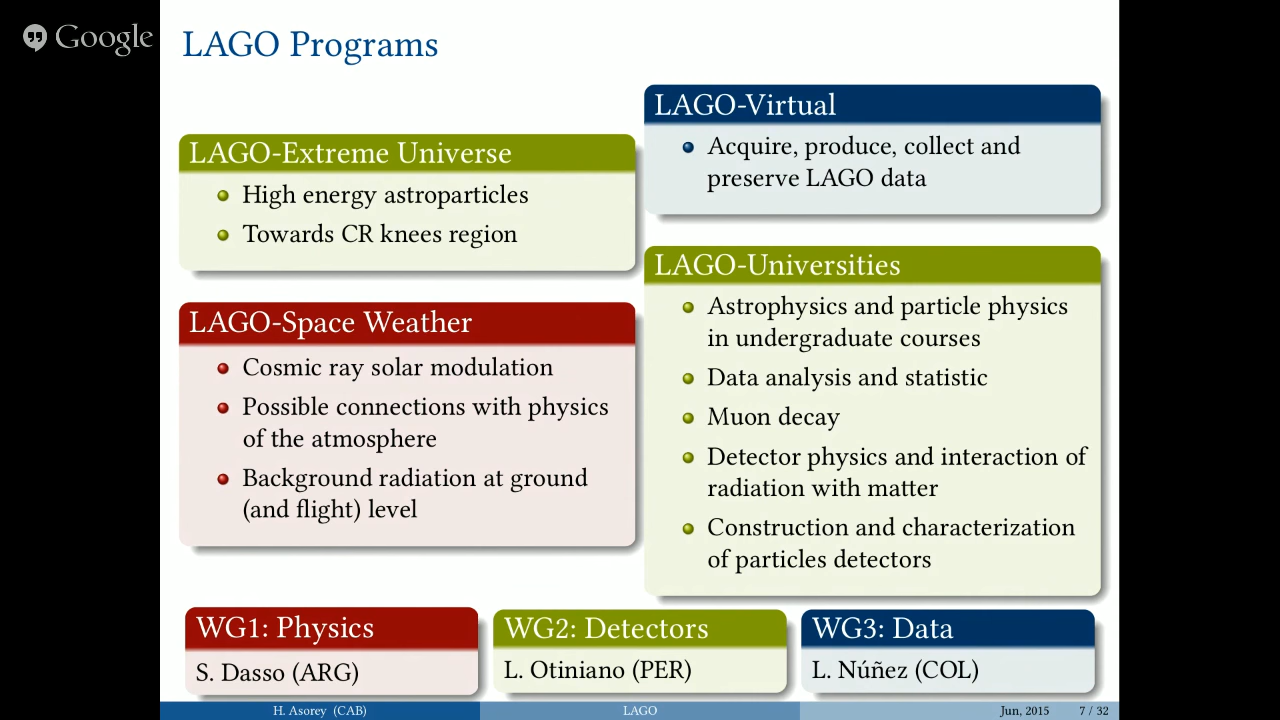 Google
LAGO Programs
LAGO-Extreme Universe
High energy astroparticles
Towards CR knees region
LAGO-Space Weather
Cosmic ray solar modulation
Possible connections with physics
of the atmosphere
Background radiation at ground
(and flight) level
LAGO-Virtual
Acquire, produce, collect and
preserve LAGO data
LAGO-Universities
Astrophysics and particle physics
in undergraduate courses
Data analysis and statistic
Muon decay
Detector physics and interaction of
radiation with matter
Construction and characterization
of particles detectors
WG1: Physics
S. Dasso (ARG)
WG2: Detectors
L. Otiniano (PER)
WG3: Data
L. Núñez (COL)
H. Asorey (CAB)
LAGO
Jun, 2015
7 / 32